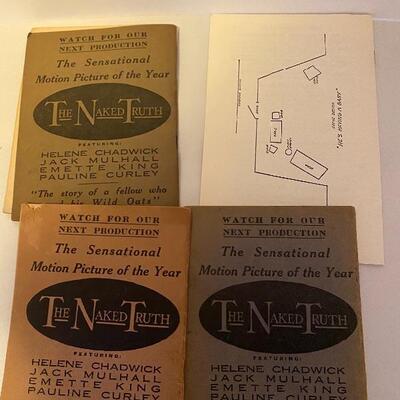 WATCH FOR OUR
NEXT PRODUCTION
The Sensational
Motion Picture of the Year
THE NAKED TRUTH
FEATURING:
HELENE CHADWICK
JACK MULHALL
EMETTE KING
PAULINE CURLEY
"The story of a fellow who
his Wild Oats"
"HE'S HAVING A BABY"
WATCH FOR OUR
NEXT PRODUCTION
The Sensational
Motion Picture of the Year
THE NAKED TRUTH
FEATURING:
HELENE CHADWICK
JACK MULHALL
EMETTE KING
PAULINE CURLEY
WATCH FOR OUR
NEXT PRODUCTION
The Sensational
Motion Picture of the Year
THE NAKED TRUTH
FEATURING:
HELENE CHADWICK
JACK MULHALL
EMETTE KING
PAULINE CURLEY